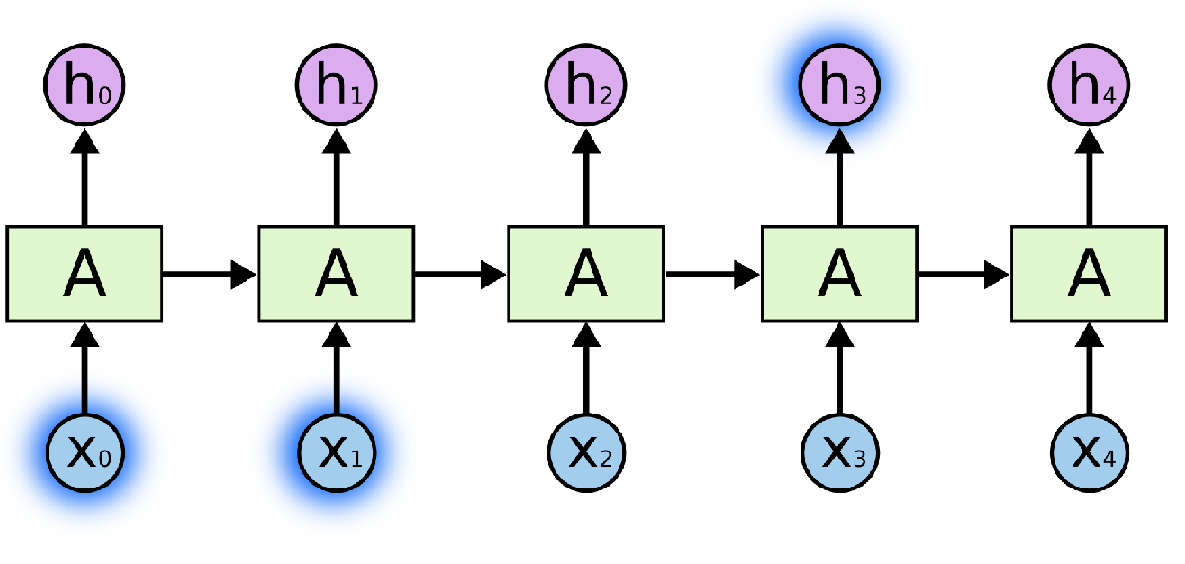 h₀ h₁ h₂ h₃ h₄
A A A A A
x₀ x₁ x₂ x₃ x₄